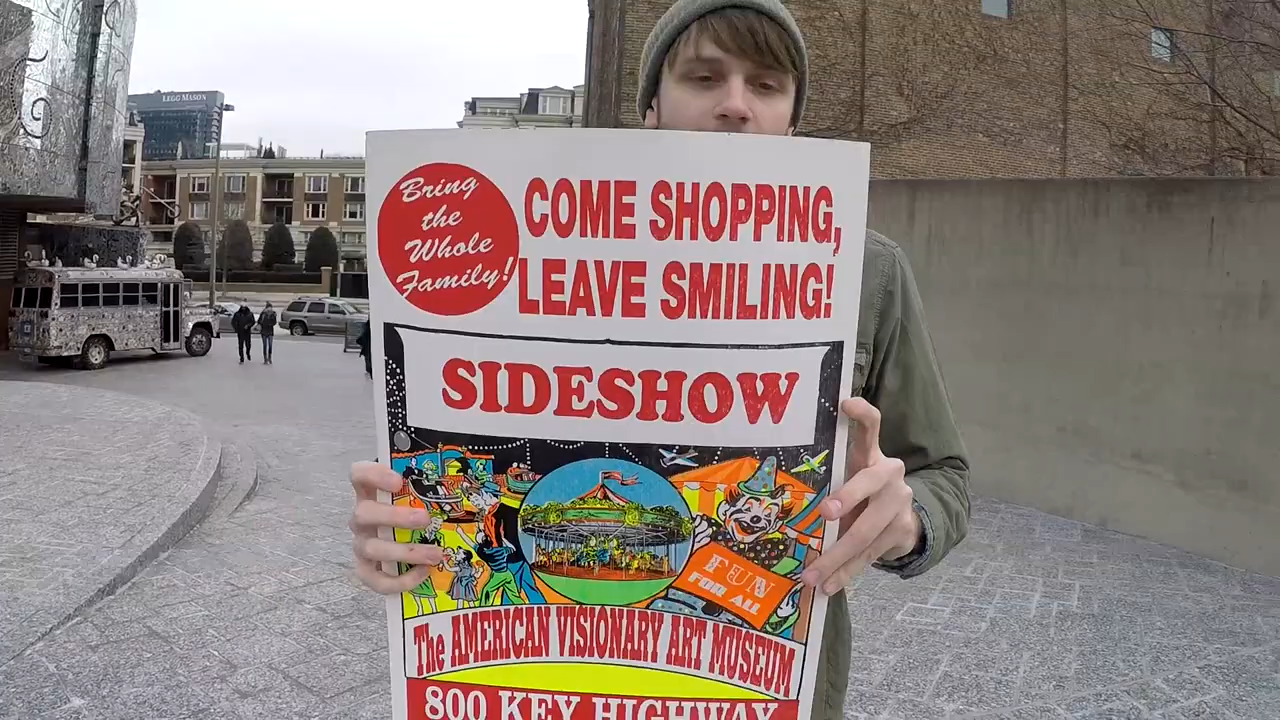 LEGG MASON
Bring
the
Whole
Family!
COME SHOPPING,
LEAVE SMILING!
SIDESHOW
FUN
FOR ALL
The AMERICAN VISIONARY ART MUSEUM
800 KEY HIGHWAY